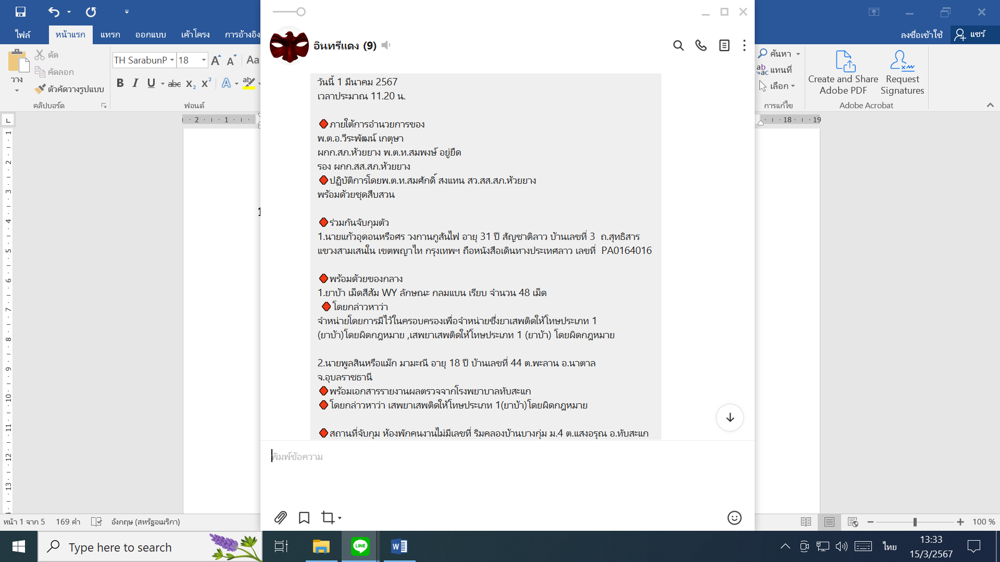 ไฟล์
หน้าแรก
แทรก
ออกแบบ
เค้าโครง
การอ้างอิง
ลงชื่อเข้าใช้
แชร์
วาง
ตัด
คัดลอก
ตัวคัดวางรูปแบบ
คลิปบอร์ด
TH SarabunP
18
Aa
B I U abc X₂ X² A ab
ฟอนต์
ค้นหา
แทนที่
เลือก
การแก้ไข
Create and Share
Adobe PDF
Request
Signatures
Adobe Acrobat
2 1
18 19
1
2
3
4
5
6
7
8
9
10
11
12
13
อินทรีแดง (9)
วันนี้ 1 มีนาคม 2567
เวลาประมาณ 11.20 น.
♦️ภายใต้การอำนวยการของ
พ.ต.อ.วีระพัฒน์ เกตุษา
ผกก.สภ.ห้วยยาง พ.ต.ท.สมพงษ์ อยู่ยืด
รอง ผกก.สส.สภ.ห้วยยาง
♦️ปฏิบัติการโดยพ.ต.ท.สมศักดิ์ สงแทน สว.สส.สภ.ห้วยยาง
พร้อมด้วยชุดสืบสวน
♦️ร่วมกันจับกุมตัว
1.นายแก้วอุดอนหรือศร วงกานกูสันไฟ อายุ 31 ปี สัญชาติลาว บ้านเลขที่ 3 ถ.สุทธิสาร
แขวงสามเสนใน เขตพญาไท กรุงเทพฯ ถือหนังสือเดินทางประเทศลาว เลขที่ PA0164016
♦️พร้อมด้วยของกลาง
1.ยาบ้า เม็ดสีส้ม WY ลักษณะ กลมแบน เรียบ จำนวน 48 เม็ด
♦️โดยกล่าวหาว่า
จำหน่ายโดยการมีไว้ในครอบครองเพื่อจำหน่ายซึ่งยาเสพติดให้โทษประเภท 1
(ยาบ้า)โดยผิดกฎหมาย ,เสพยาเสพติดให้โทษประเภท 1 (ยาบ้า) โดยผิดกฎหมาย
2.นายพูลสินหรือแม๊ก มามะณี อายุ 18 ปี บ้านเลขที่ 44 ต.พะลาน อ.นาตาล
จ.อุบลราชธานี
♦️พร้อมเอกสารรายงานผลตรวจจากโรงพยาบาลทับสะแก
♦️โดยกล่าวหาว่า เสพยาเสพติดให้โทษประเภท 1(ยาบ้า)โดยผิดกฎหมาย
♦️สถานที่จับกุม ห้องพักคนงานไม่มีเลขที่ ริมคลองบ้านบางกุ่ม ม.4 ต.แสงอรุณ อ.ทับสะแก
พิมพ์ข้อความ
หน้า 1 จาก 5
169 คำ
อังกฤษ (สหรัฐอเมริกา)
100 %
Type here to search
LINE
W
ไทย
13:33
15/3/2567